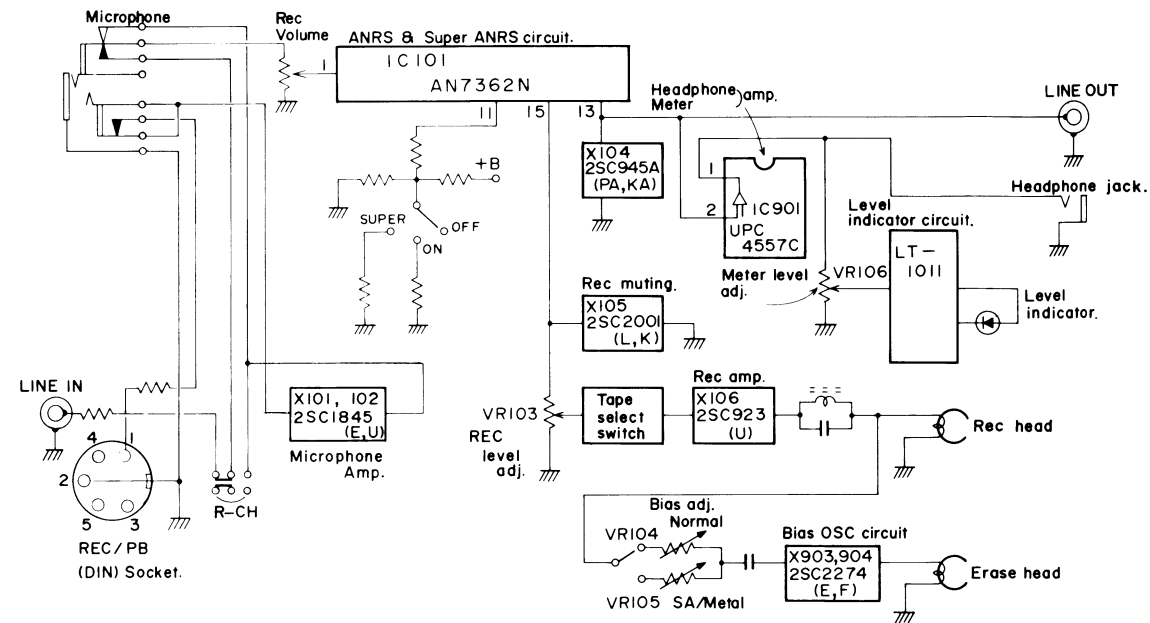 Microphone
Rec
Volume
1
ANRS & Super ANRS circuit.
IC101
AN7362N
11
15
13
Headphone
Meter
amp.
LINE OUT
X104
2SC945A
(PA, KA)
1
2
IC901
UPC
4557C
Headphone jack.
+B
SUPER
OFF
ON
Level
indicator circuit.
LT-
1011
VR106
Meter level
adj.
Level
indicator.
Rec muting.
X105
2SC2001
(L, K)
LINE IN
X101, 102
2SC1845
(E,U)
Microphone
Amp.
VR103
REC
level
adj.
Tape
select
switch
Rec amp.
X106
2SC923
(U)
Rec head
4
1
2
5
3
R-CH
REC/PB
(DIN) Socket.
Bias adj.
Normal
VR104
VR105 SA/Metal
Bias OSC circuit
X903,904
2SC2274
(E,F)
Erase head